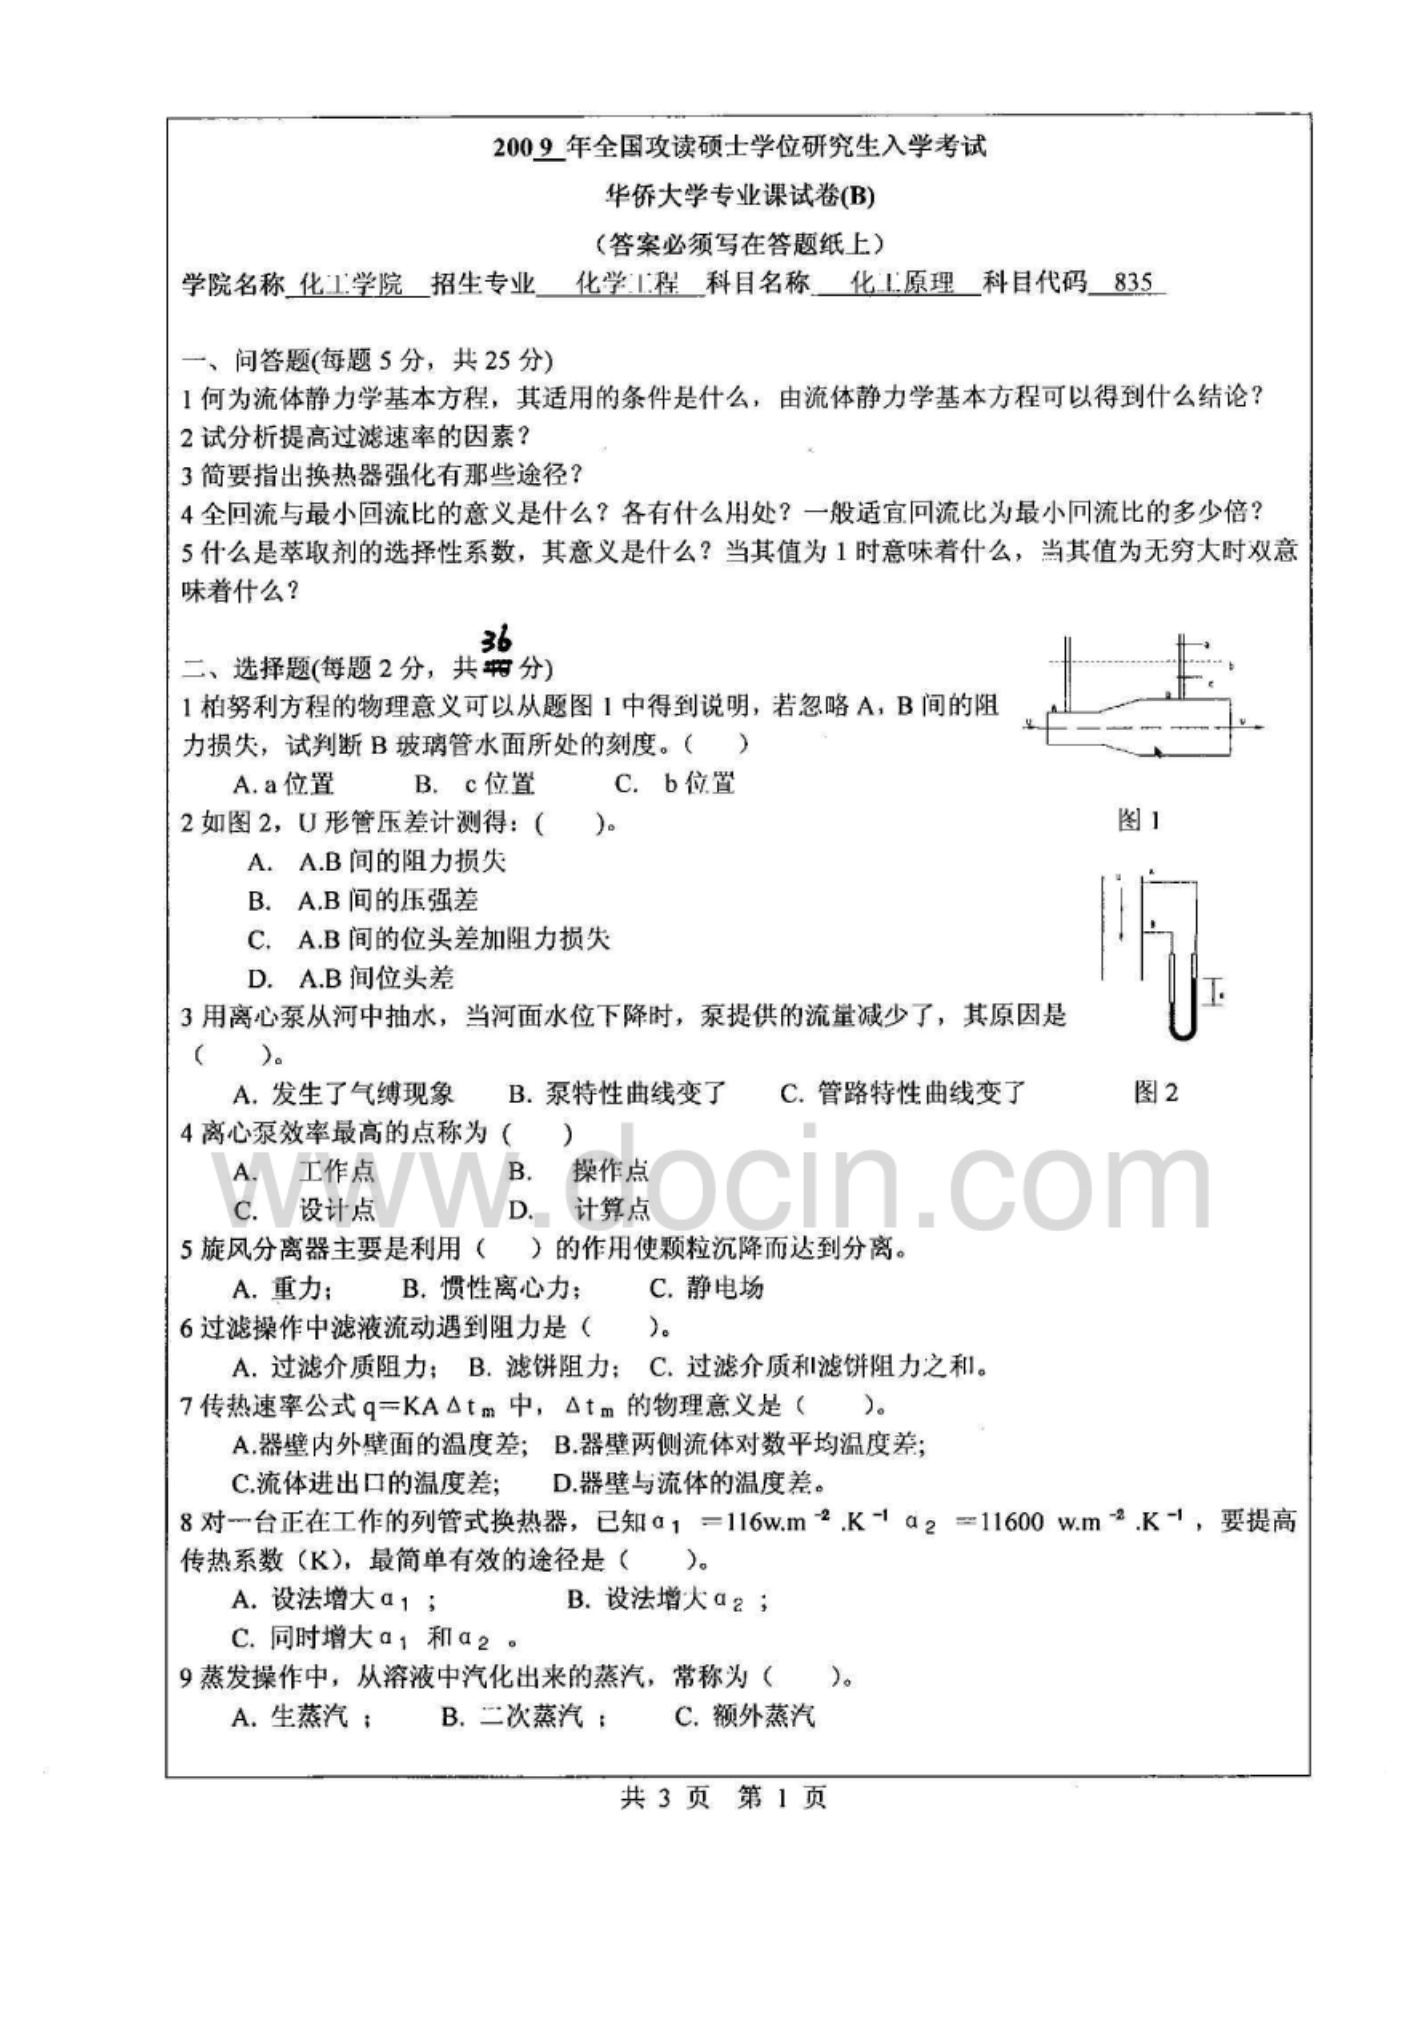 2009 年全国攻读硕士学位研究生入学考试
华侨大学专业课试卷(B)
（答案必须写在答题纸上）
学院名称 化工学院 招生专业 化学工程 科目名称 化工原理 科目代码 835
一、问答题(每题 5 分，共 25 分)
1 何为流体静力学基本方程，其适用的条件是什么，由流体静力学基本方程可以得到什么结论？
2 试分析提高过滤速率的因素？
3 简要指出换热器强化有那些途径？
4 全回流与最小回流比的意义是什么？各有什么用处？一般适宜回流比为最小回流比的多少倍？
5 什么是萃取剂的选择性系数，其意义是什么？当其值为 1 时意味着什么，当其值为无穷大时双意
味着什么？
36
二、选择题(每题 2 分，共 分)
1 柏努利方程的物理意义可以从题图 1 中得到说明，若忽略 A，B 间的阻
力损失，试判断 B 玻璃管水面所处的刻度。（ ）
A. a 位置 B. c 位置 C. b 位置
a
b
c
A
B
U
U
图 1
2 如图 2，U 形管压差计测得：( )。
A. A.B 间的阻力损失
B. A.B 间的压强差
C. A.B 间的位头差加阻力损失
D. A.B 间位头差
U
A
B
图 2
3 用离心泵从河中抽水，当河面水位下降时，泵提供的流量减少了，其原因是
（ )。
A. 发生了气缚现象 B. 泵特性曲线变了 C. 管路特性曲线变了
4 离心泵效率最高的点称为 ( )
A. 工作点 B. 操作点
C. 设计点 D. 计算点
www.docin.com
5 旋风分离器主要是利用（ ）的作用使颗粒沉降而达到分离。
A. 重力； B. 惯性离心力； C. 静电场
6 过滤操作中滤液流动遇到阻力是（ )。
A. 过滤介质阻力； B. 滤饼阻力； C. 过滤介质和滤饼阻力之和。
7 传热速率公式 q＝KAΔtm 中，Δtm 的物理意义是（ )。
A.器壁内外壁面的温度差; B.器壁两侧流体对数平均温度差;
C.流体进出口的温度差; D.器壁与流体的温度差。
8 对一台正在工作的列管式换热器，已知α1 ＝116w.m⁻².K⁻¹ α2 ＝11600 w.m⁻².K⁻¹，要提高
传热系数（K），最简单有效的途径是（ )。
A. 设法增大α1； B. 设法增大α2；
C. 同时增大α1 和α2 。
9 蒸发操作中，从溶液中汽化出来的蒸汽，常称为（ )。
A. 生蒸汽； B. 二次蒸汽； C. 额外蒸汽
共 3 页 第 1 页